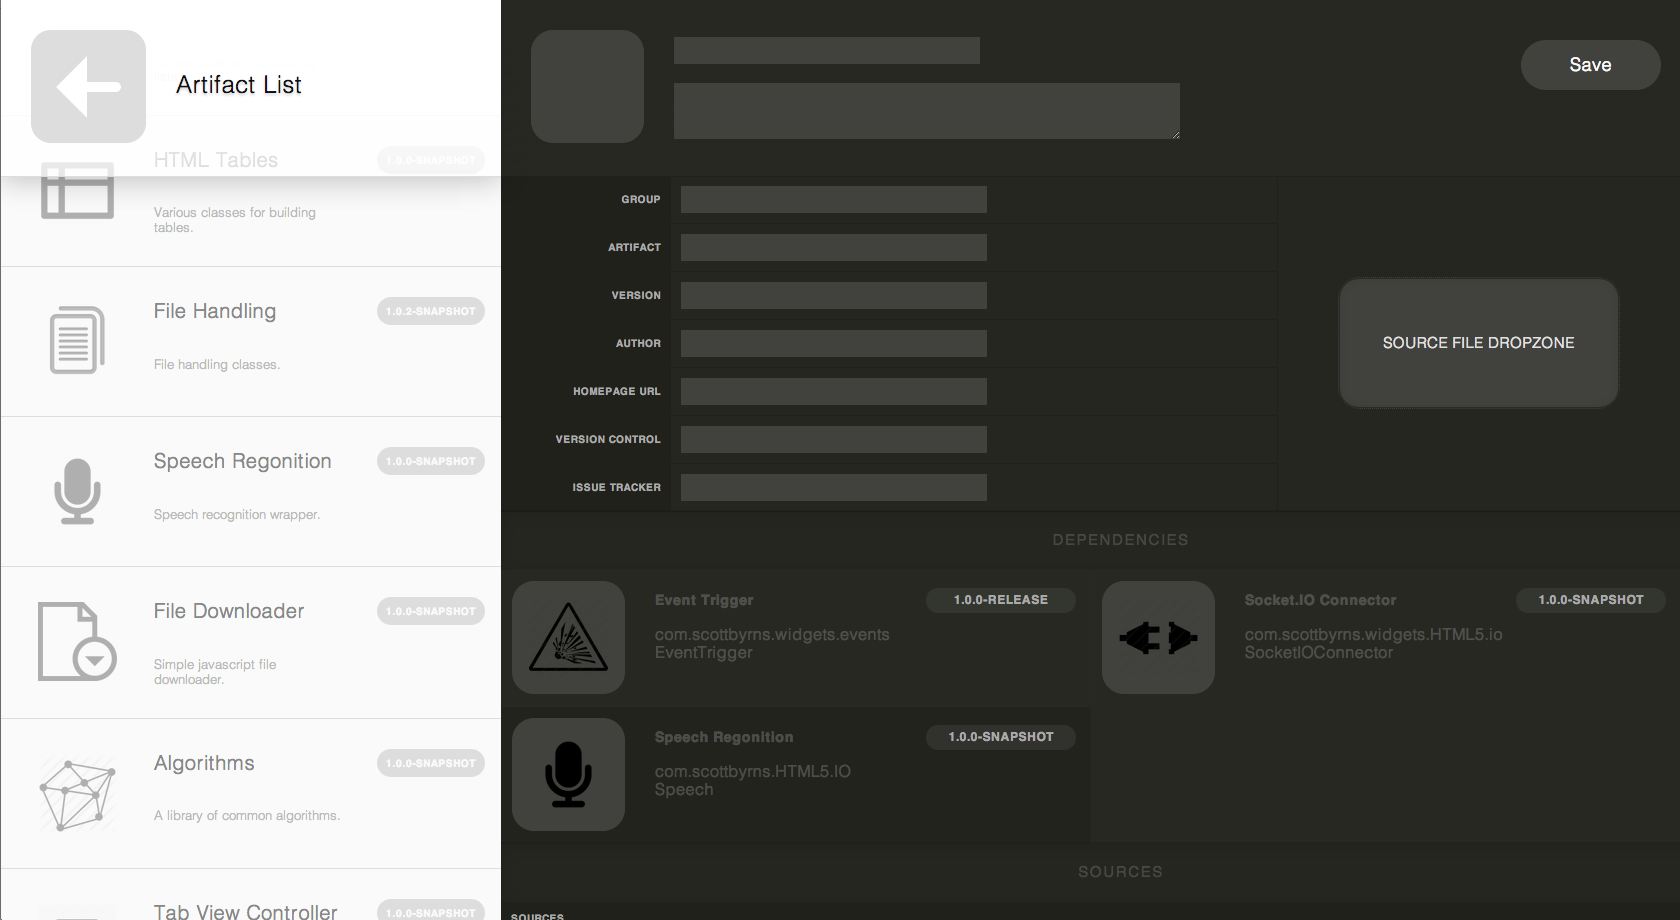 Artifact List
HTML Tables
1.0.0-SNAPSHOT
Various classes for building
tables.
File Handling
1.0.2-SNAPSHOT
File handling classes.
Speech Regonition
1.0.0-SNAPSHOT
Speech recognition wrapper.
File Downloader
1.0.0-SNAPSHOT
Simple javascript file
downloader.
Algorithms
1.0.0-SNAPSHOT
A library of common algorithms.
Tab View Controller
1.0.0-SNAPSHOT
Save
GROUP
ARTIFACT
VERSION
AUTHOR
HOMEPAGE URL
VERSION CONTROL
ISSUE TRACKER
SOURCE FILE DROPZONE
DEPENDENCIES
Event Trigger
1.0.0-RELEASE
com.scottbyrns.widgets.events
EventTrigger
Socket.IO Connector
1.0.0-SNAPSHOT
com.scottbyrns.widgets.HTML5.io
SocketIOConnector
Speech Regonition
1.0.0-SNAPSHOT
com.scottbyrns.HTML5.IO
Speech
SOURCES
SOURCES